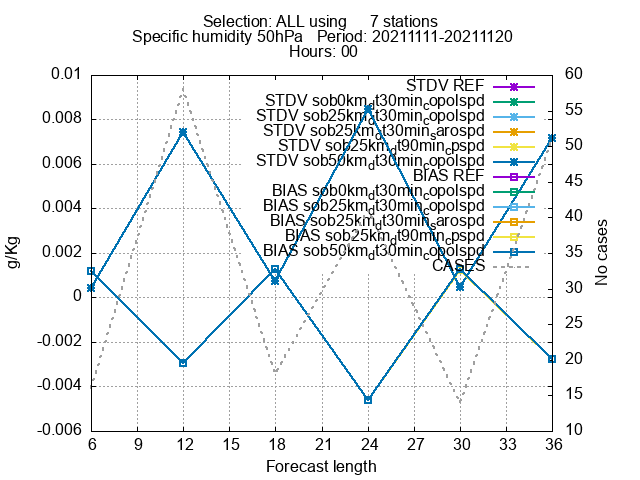 Selection: ALL using 7 stations
Specific humidity 50hPa Period: 20211111-20211120
Hours: 00
0.01
0.008
0.006
0.004
0.002
0
-0.002
-0.004
-0.006
g/Kg
60
55
50
45
40
35
30
25
20
15
10
No cases
STDV REF
STDV sob0km_dt30min_copolspd
STDV sob25km_dt30min_copolspd
STDV sob25km_dt30min_sarospd
STDV sob25km_dt90min_cpspd
STDV sob50km_dt30min_copolspd
BIAS REF
BIAS sob0km_dt30min_copolspd
BIAS sob25km_dt30min_copolspd
BIAS sob25km_dt30min_sarospd
BIAS sob25km_dt90min_cpspd
BIAS sob50km_dt30min_copolspd
CASES
6 9 12 15 18 21 24 27 30 33 36
Forecast length